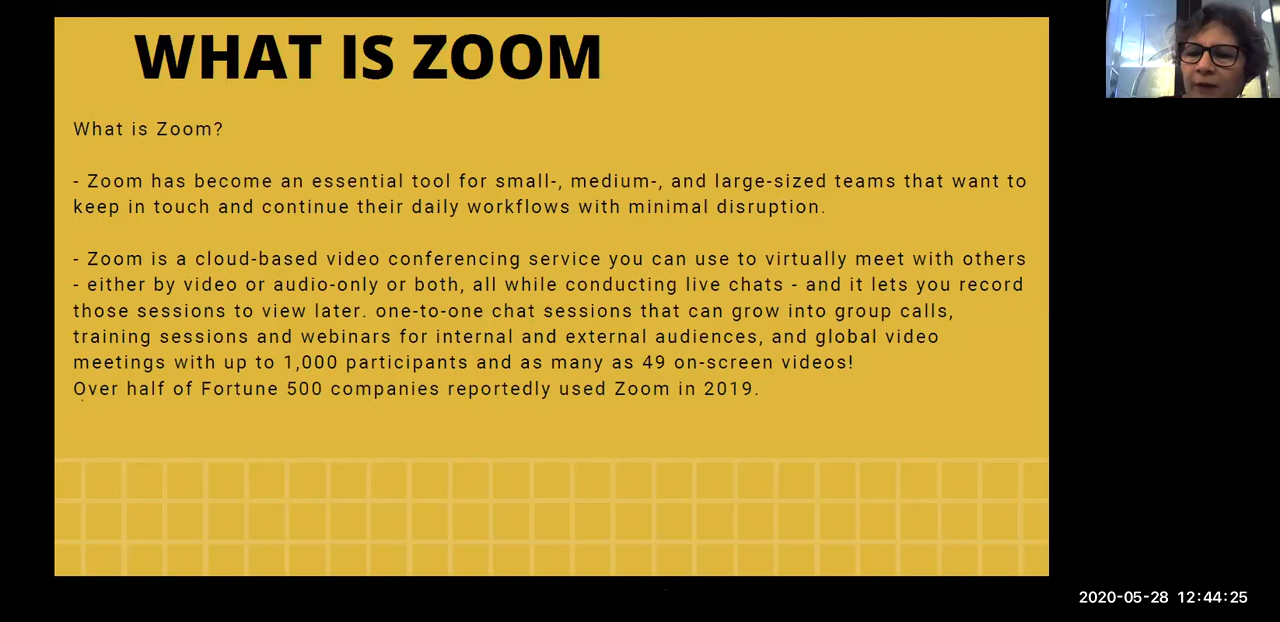 WHAT IS ZOOM
What is Zoom?
- Zoom has become an essential tool for small-, medium-, and large-sized teams that want to
keep in touch and continue their daily workflows with minimal disruption.
- Zoom is a cloud-based video conferencing service you can use to virtually meet with others
- either by video or audio-only or both, all while conducting live chats - and it lets you record
those sessions to view later. one-to-one chat sessions that can grow into group calls,
training sessions and webinars for internal and external audiences, and global video
meetings with up to 1,000 participants and as many as 49 on-screen videos!
Over half of Fortune 500 companies reportedly used Zoom in 2019.
2020-05-28 12:44:25